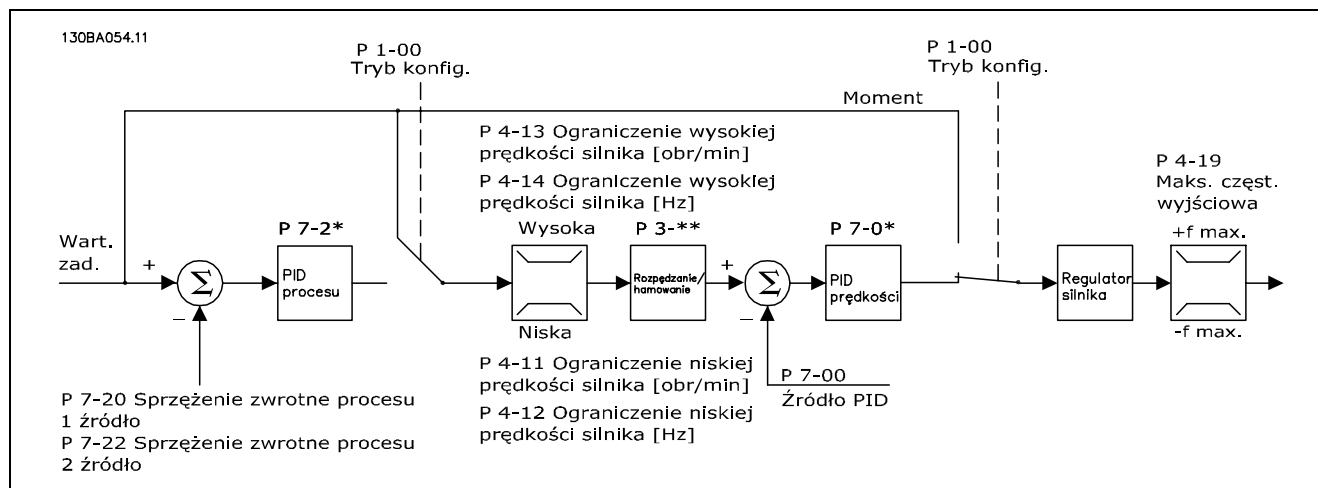 130BA054.11
P 1-00
Tryb konfig.
P 1-00
Tryb konfig.
Moment
P 4-13 Ograniczenie wysokiej
prędkości silnika [obr/min]
P 4-14 Ograniczenie wysokiej
prędkości silnika [Hz]
P 4-19
Maks. częst.
wyjściowa
Wart.
zad.
+
P 7-2*
Σ
PID
procesu
Wysoka
Niska
P 3-**
Rozpędzanie/
hamowanie
+
Σ
P 7-0*
PID
prędkości
Regulator
silnika
+f max.
-f max.
–
–
P 7-20 Sprzężenie zwrotne procesu
1 źródło
P 7-22 Sprzężenie zwrotne procesu
2 źródło
P 4-11 Ograniczenie niskiej
prędkości silnika [obr/min]
P 4-12 Ograniczenie niskiej
prędkości silnika [Hz]
P 7-00
Źródło PID